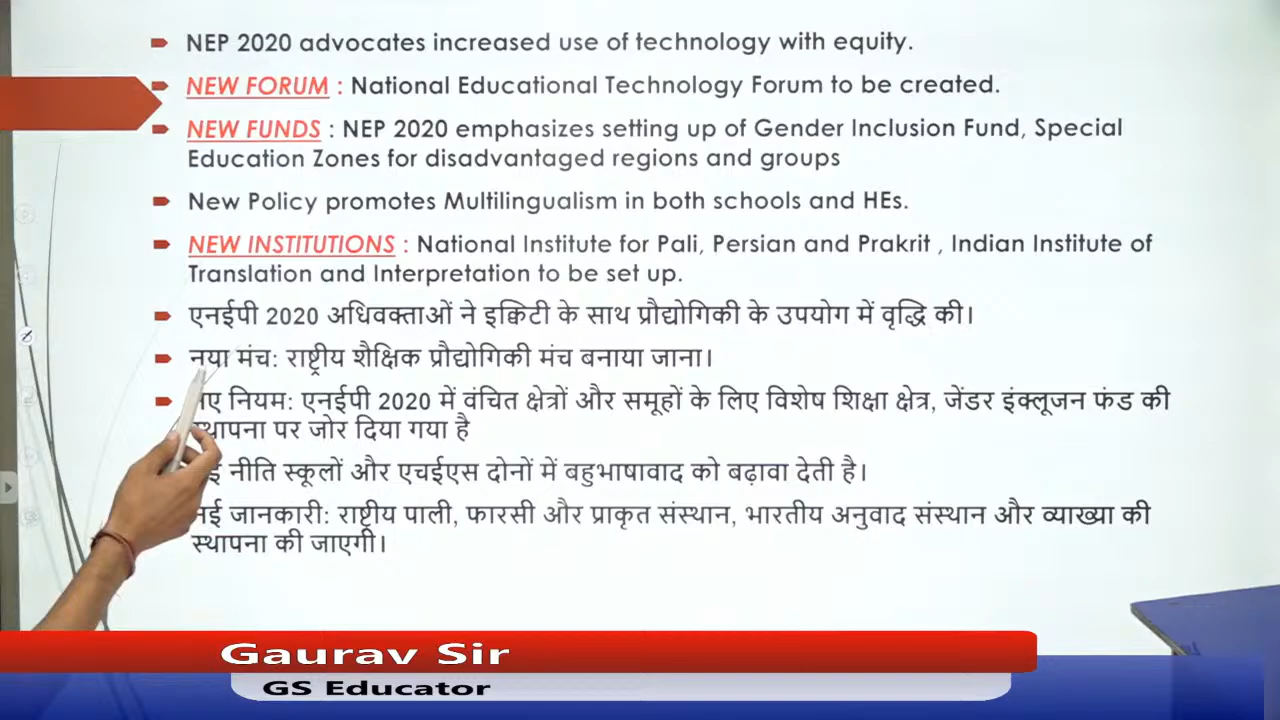 NEP 2020 advocates increased use of technology with equity.
NEW FORUM : National Educational Technology Forum to be created.
NEW FUNDS : NEP 2020 emphasizes setting up of Gender Inclusion Fund, Special
Education Zones for disadvantaged regions and groups
New Policy promotes Multilingualism in both schools and HEs.
NEW INSTITUTIONS : National Institute for Pali, Persian and Prakrit , Indian Institute of
Translation and Interpretation to be set up.
एनईपी 2020 अधिवक्ताओं ने इक्विटी के साथ प्रौद्योगिकी के उपयोग में वृद्धि की।
नया मंच: राष्ट्रीय शैक्षिक प्रौद्योगिकी मंच बनाया जाना।
नियम: एनईपी 2020 में वंचित क्षेत्रों और समूहों के लिए विशेष शिक्षा क्षेत्र, जेंडर इंक्लूजन फंड की
स्थापना पर जोर दिया गया है
नीति स्कूलों और एचईएस दोनों में बहुभाषावाद को बढ़ावा देती है।
नई जानकारी: राष्ट्रीय पाली, फारसी और प्राकृत संस्थान, भारतीय अनुवाद संस्थान और व्याख्या की
स्थापना की जाएगी।
Gaurav Sir
GS Educator